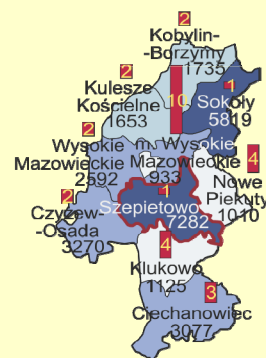 2
Kobylin-
-Borzymy
1735
2
Kulesze
Kościelne
1653
10
1
Sokoły
5819
2
Wysokie
Mazowieckie
2592
m. Wysokie
Mazowieckie
933
4
Nowe
Piekuty
1010
2
Czyżew-
-Osada
3270
1
Szepietowo
7282
4
Klukowo
1125
3
Ciechanowiec
3077